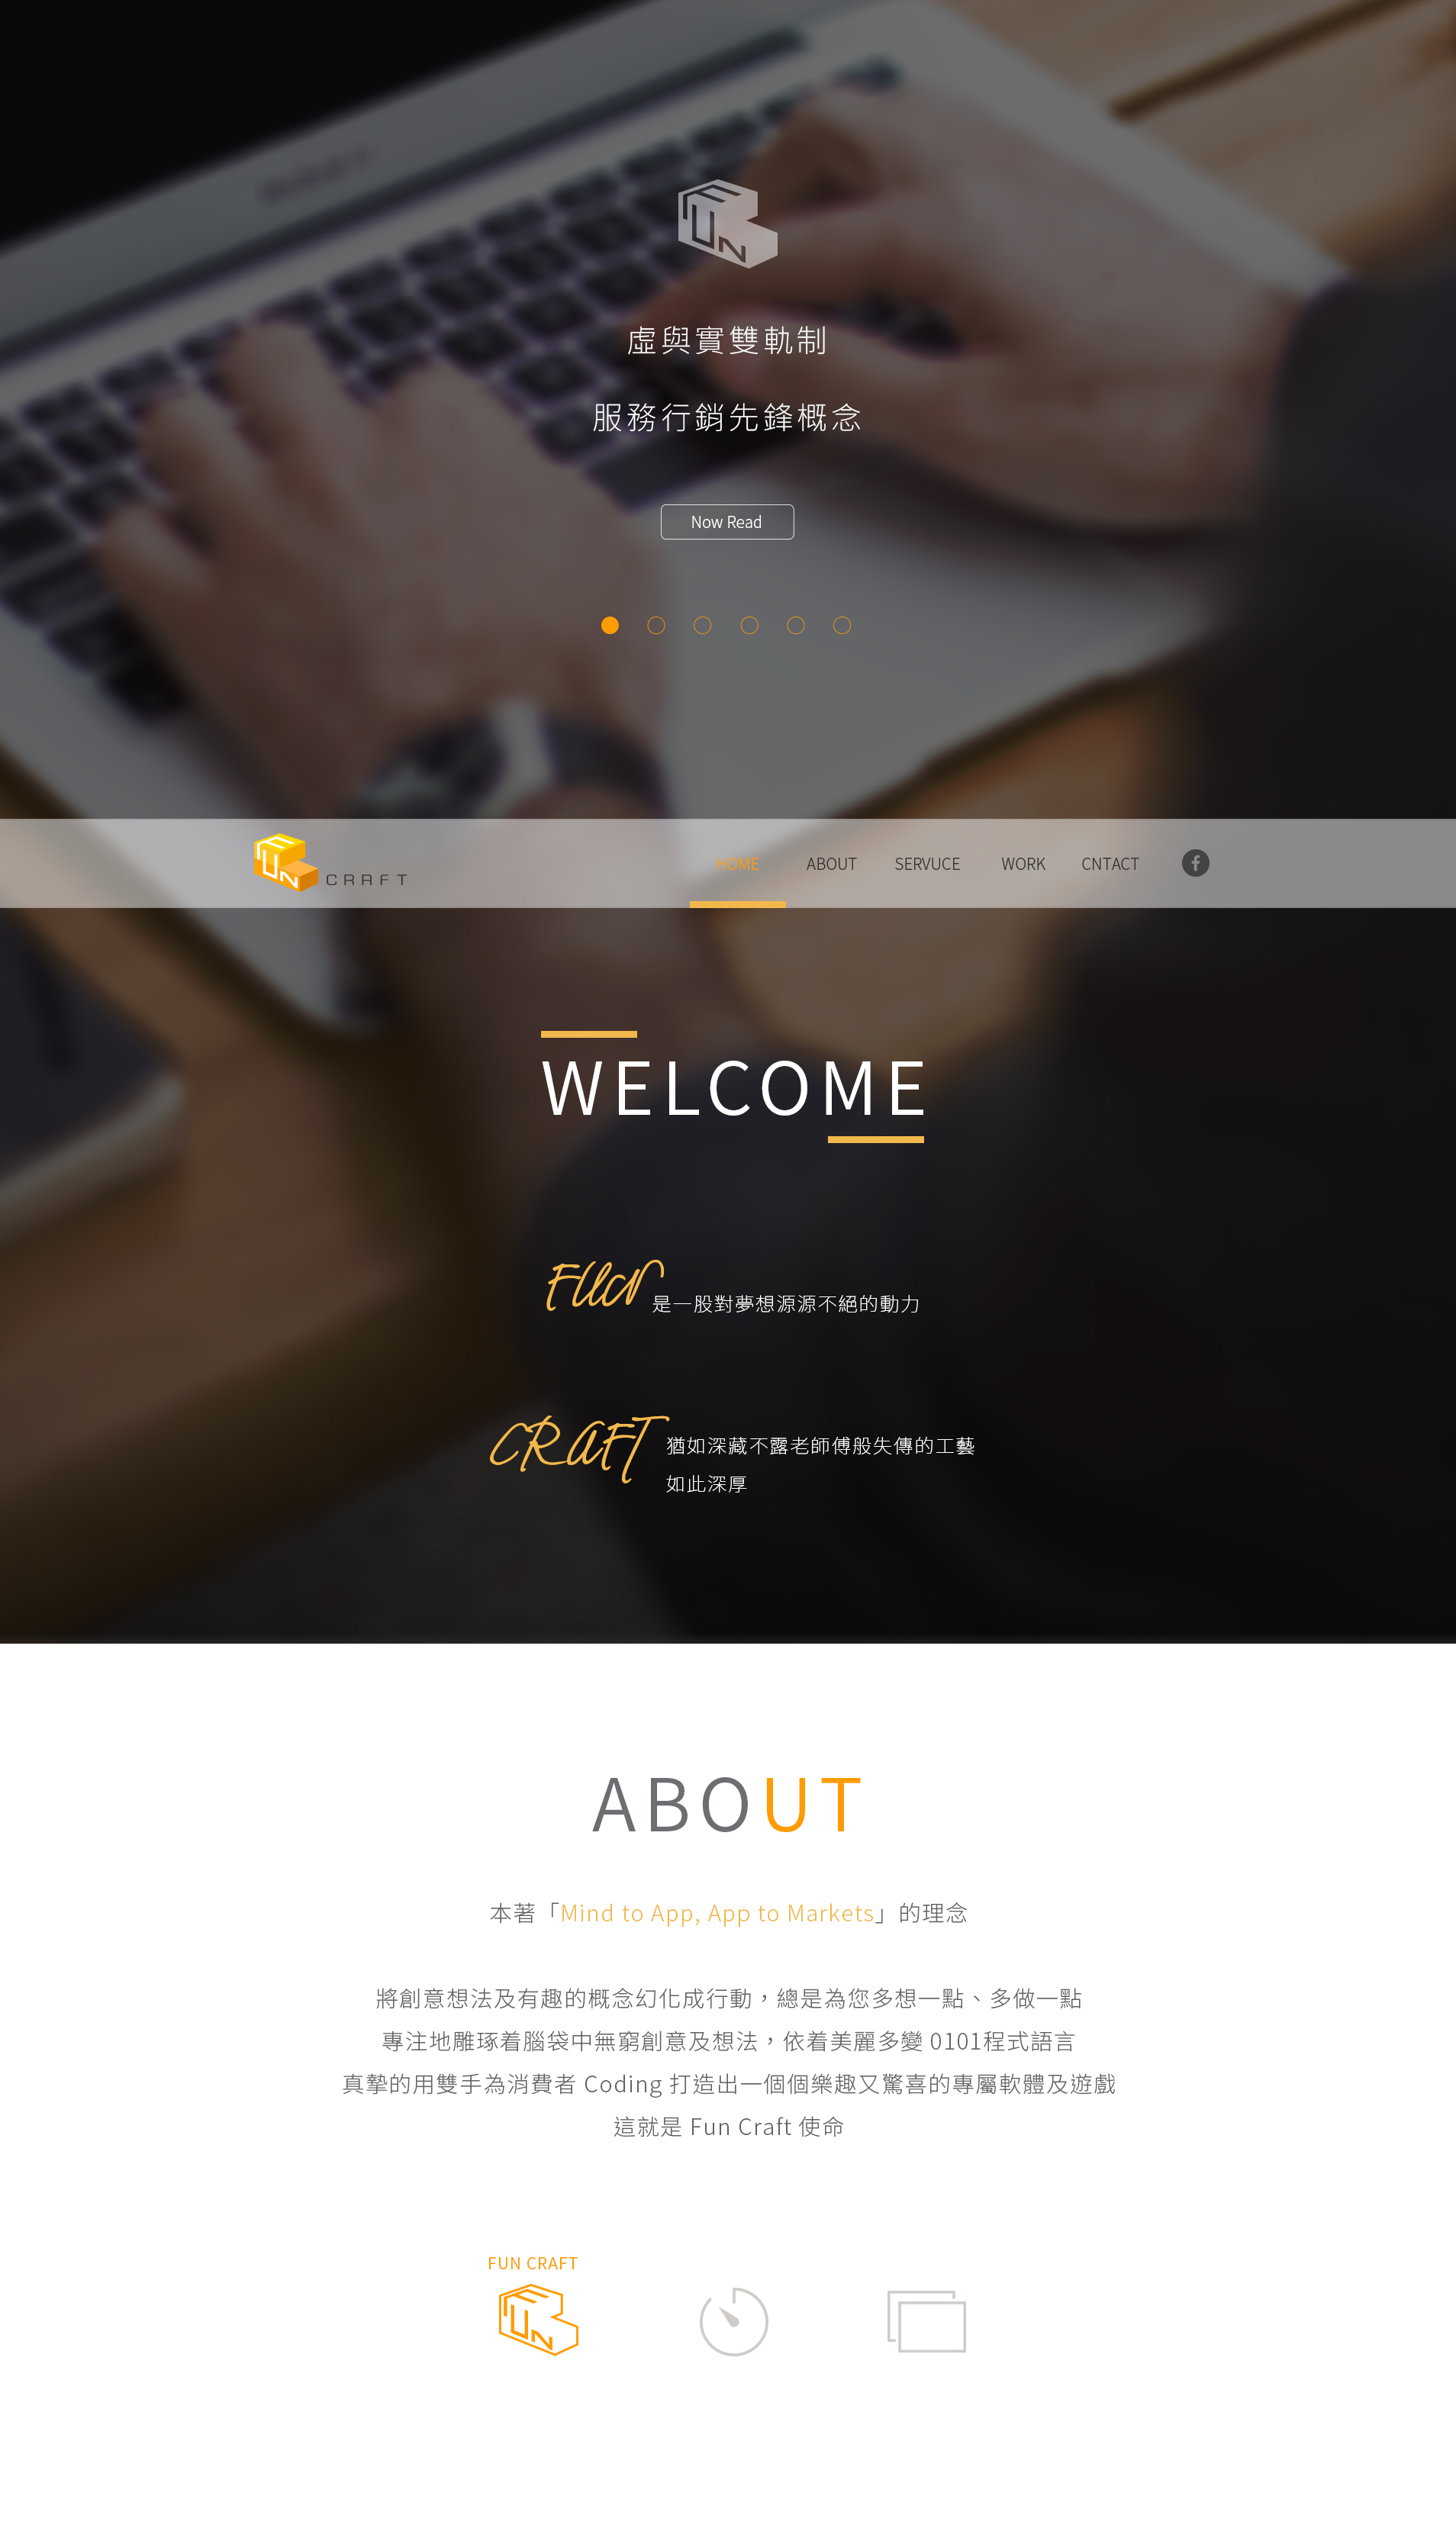 FUN
虛與實雙軌制
服務行銷先鋒概念
Now Read
FUN CRAFT
HOME ABOUT SERVUCE WORK CNTACT f
WELCOME
FUN 是一股對夢想源源不絕的動力
CRAFT 猶如深藏不露老師傅般失傳的工藝
如此深厚
ABOUT
本著「Mind to App, App to Markets」的理念
將創意想法及有趣的概念幻化成行動，總是為您多想一點、多做一點
專注地雕琢着腦袋中無窮創意及想法，依着美麗多變 0101程式語言
真摯的用雙手為消費者 Coding 打造出一個個樂趣又驚喜的專屬軟體及遊戲
這就是 Fun Craft 使命
FUN CRAFT
FUN